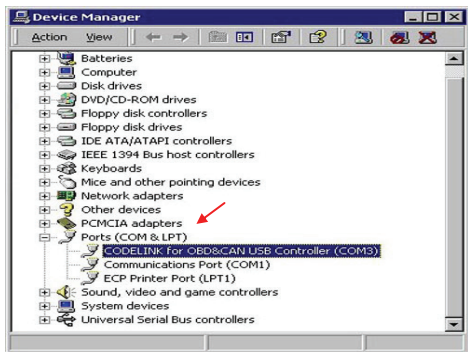 Device Manager
Action View
Batteries
Computer
Disk drives
DVD/CD-ROM drives
Floppy disk controllers
Floppy disk drives
IDE ATA/ATAPI controllers
IEEE 1394 Bus host controllers
Keyboards
Mice and other pointing devices
Network adapters
Other devices
PCMCIA adapters
Ports (COM & LPT)
CODELINK for OBD&CAN USB Controller (COM3)
Communications Port (COM1)
ECP Printer Port (LPT1)
Sound, video and game controllers
System devices
Universal Serial Bus controllers